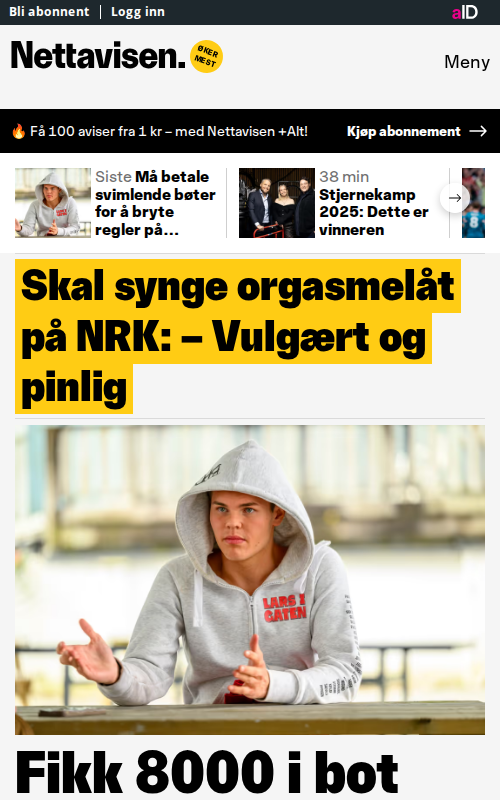 Bli abonnent | Logg inn
aID
Nettavisen.
ØKER
MEST
Meny
Få 100 aviser fra 1 kr – med Nettavisen +Alt!
Kjøp abonnement
Siste Må betale
svimlende bøter
for å bryte
regler på...
38 min
Stjernekamp
2025: Dette er
vinneren
Skal synge orgasmelåt
på NRK: – Vulgært og
pinlig
LARS I
GATEN
Fikk 8000 i bot